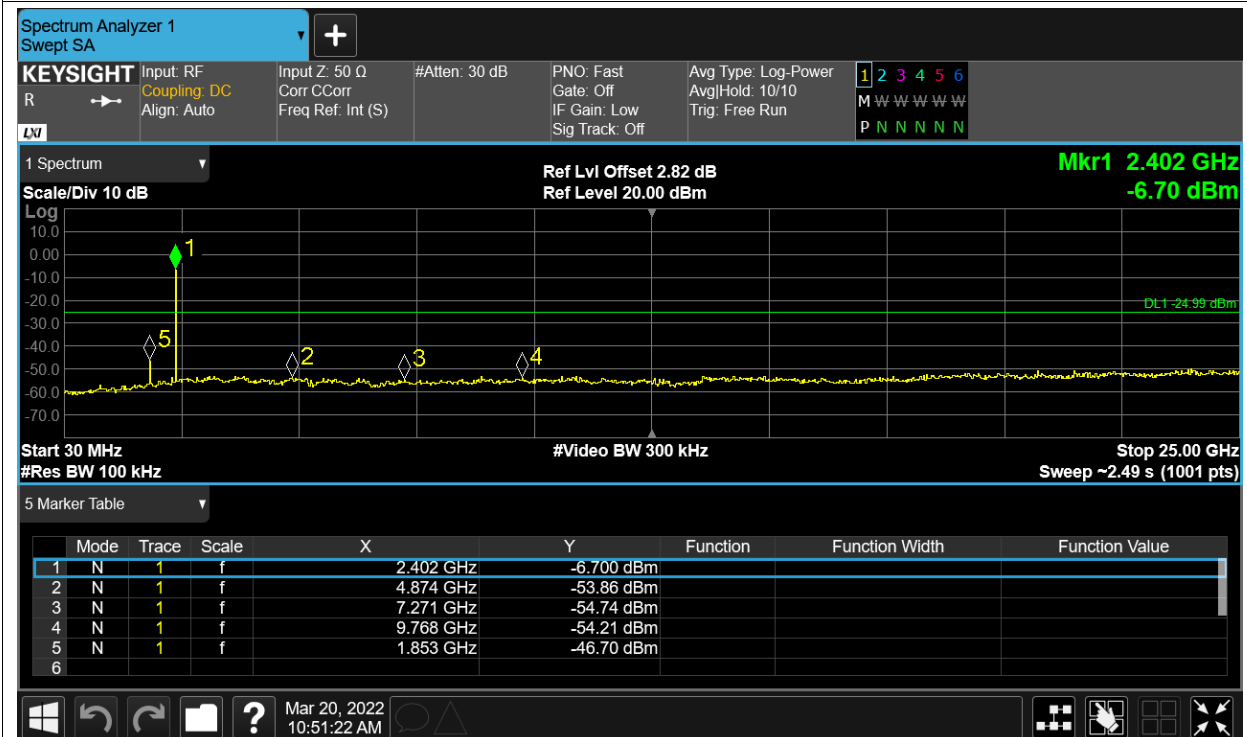 Spectrum Analyzer 1
Swept SA
+
KEYSIGHT Input: RF Input Z: 50 Ω #Atten: 30 dB PNO: Fast Avg Type: Log-Power 1 2 3 4 5 6
R Coupling: DC Corr CCorr Gate: Off Avg|Hold: 10/10 M W W W W W
Align: Auto Freq Ref: Int (S) IF Gain: Low Trig: Free Run
LXI Sig Track: Off P N N N N N
1 Spectrum Ref Lvl Offset 2.82 dB Mkr1 2.402 GHz
Scale/Div 10 dB Ref Level 20.00 dBm -6.70 dBm
Log
10.0
0.00 1
-10.0
-20.0 DL1 -24.99 dBm
-30.0
-40.0 5
-50.0 2 3 4
-60.0
-70.0
Start 30 MHz #Video BW 300 kHz Stop 25.00 GHz
#Res BW 100 kHz Sweep ~2.49 s (1001 pts)
5 Marker Table
Mode Trace Scale X Y Function Function Width Function Value
1 N 1 f 2.402 GHz -6.700 dBm
2 N 1 f 4.874 GHz -53.86 dBm
3 N 1 f 7.271 GHz -54.74 dBm
4 N 1 f 9.768 GHz -54.21 dBm
5 N 1 f 1.853 GHz -46.70 dBm
6
? Mar 20, 2022
10:51:22 AM